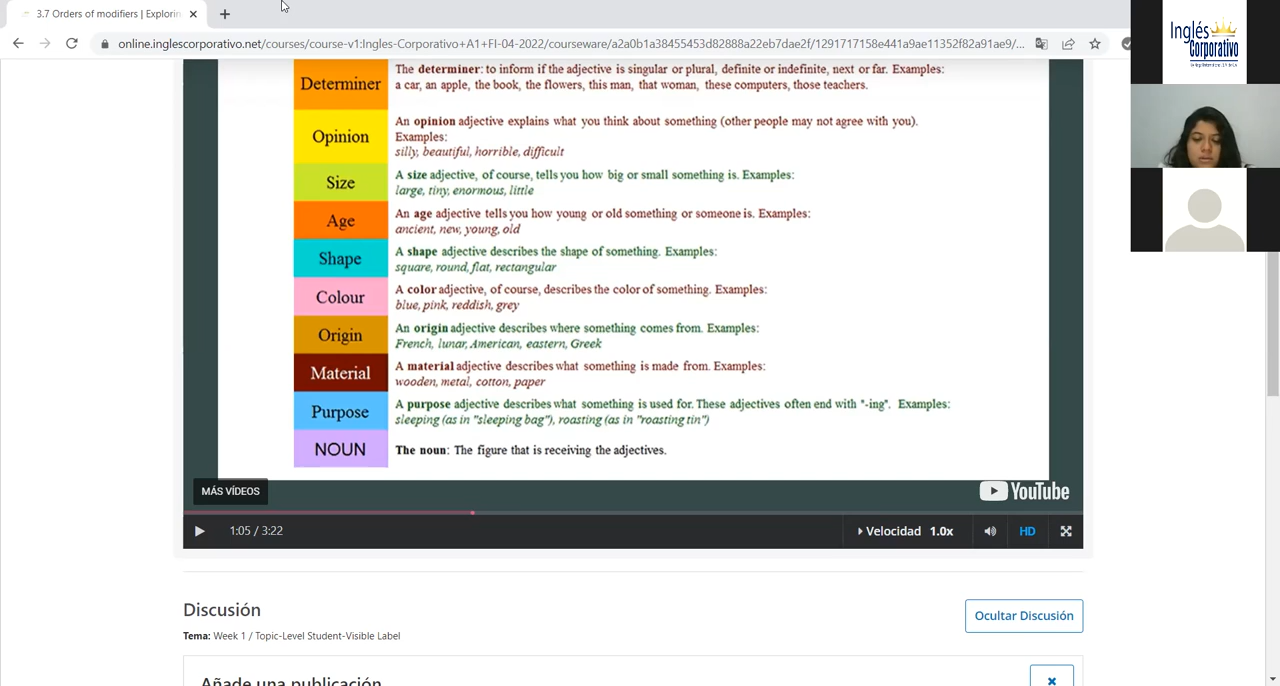 3.7 Orders of modifiers | Explorin
online.inglescorporativo.net/courses/course-v1:Ingles-Corporativo+A1+FI-04-2022/courseware/a2a0b1a38455453d82888a22eb7dae2f/1291717158e441a9ae11352f82a91ae9/...
Inglés
Corporativo
Determiner
The determiner: to inform if the adjective is singular or plural, definite or indefinite, next or far. Examples:
a car, an apple, the book, the flowers, this man, that woman, these computers, those teachers.
Opinion
An opinion adjective explains what you think about something (other people may not agree with you).
Examples:
silly, beautiful, horrible, difficult
Size
A size adjective, of course, tells you how big or small something is. Examples:
large, tiny, enormous, little
Age
An age adjective tells you how young or old something or someone is. Examples:
ancient, new, young, old
Shape
A shape adjective describes the shape of something. Examples:
square, round, flat, rectangular
Colour
A color adjective, of course, describes the color of something. Examples:
blue, pink, reddish, grey
Origin
An origin adjective describes where something comes from. Examples:
French, lunar, American, eastern, Greek
Material
A material adjective describes what something is made from. Examples:
wooden, metal, cotton, paper
Purpose
A purpose adjective describes what something is used for. These adjectives often end with "-ing". Examples:
sleeping (as in "sleeping bag"), roasting (as in "roasting tin")
NOUN
The noun: The figure that is receiving the adjectives.
MÁS VÍDEOS
YouTube
1:05 / 3:22
Velocidad 1.0x
HD
Discusión
Ocultar Discusión
Tema: Week 1 / Topic-Level Student-Visible Label
Añade una publicación